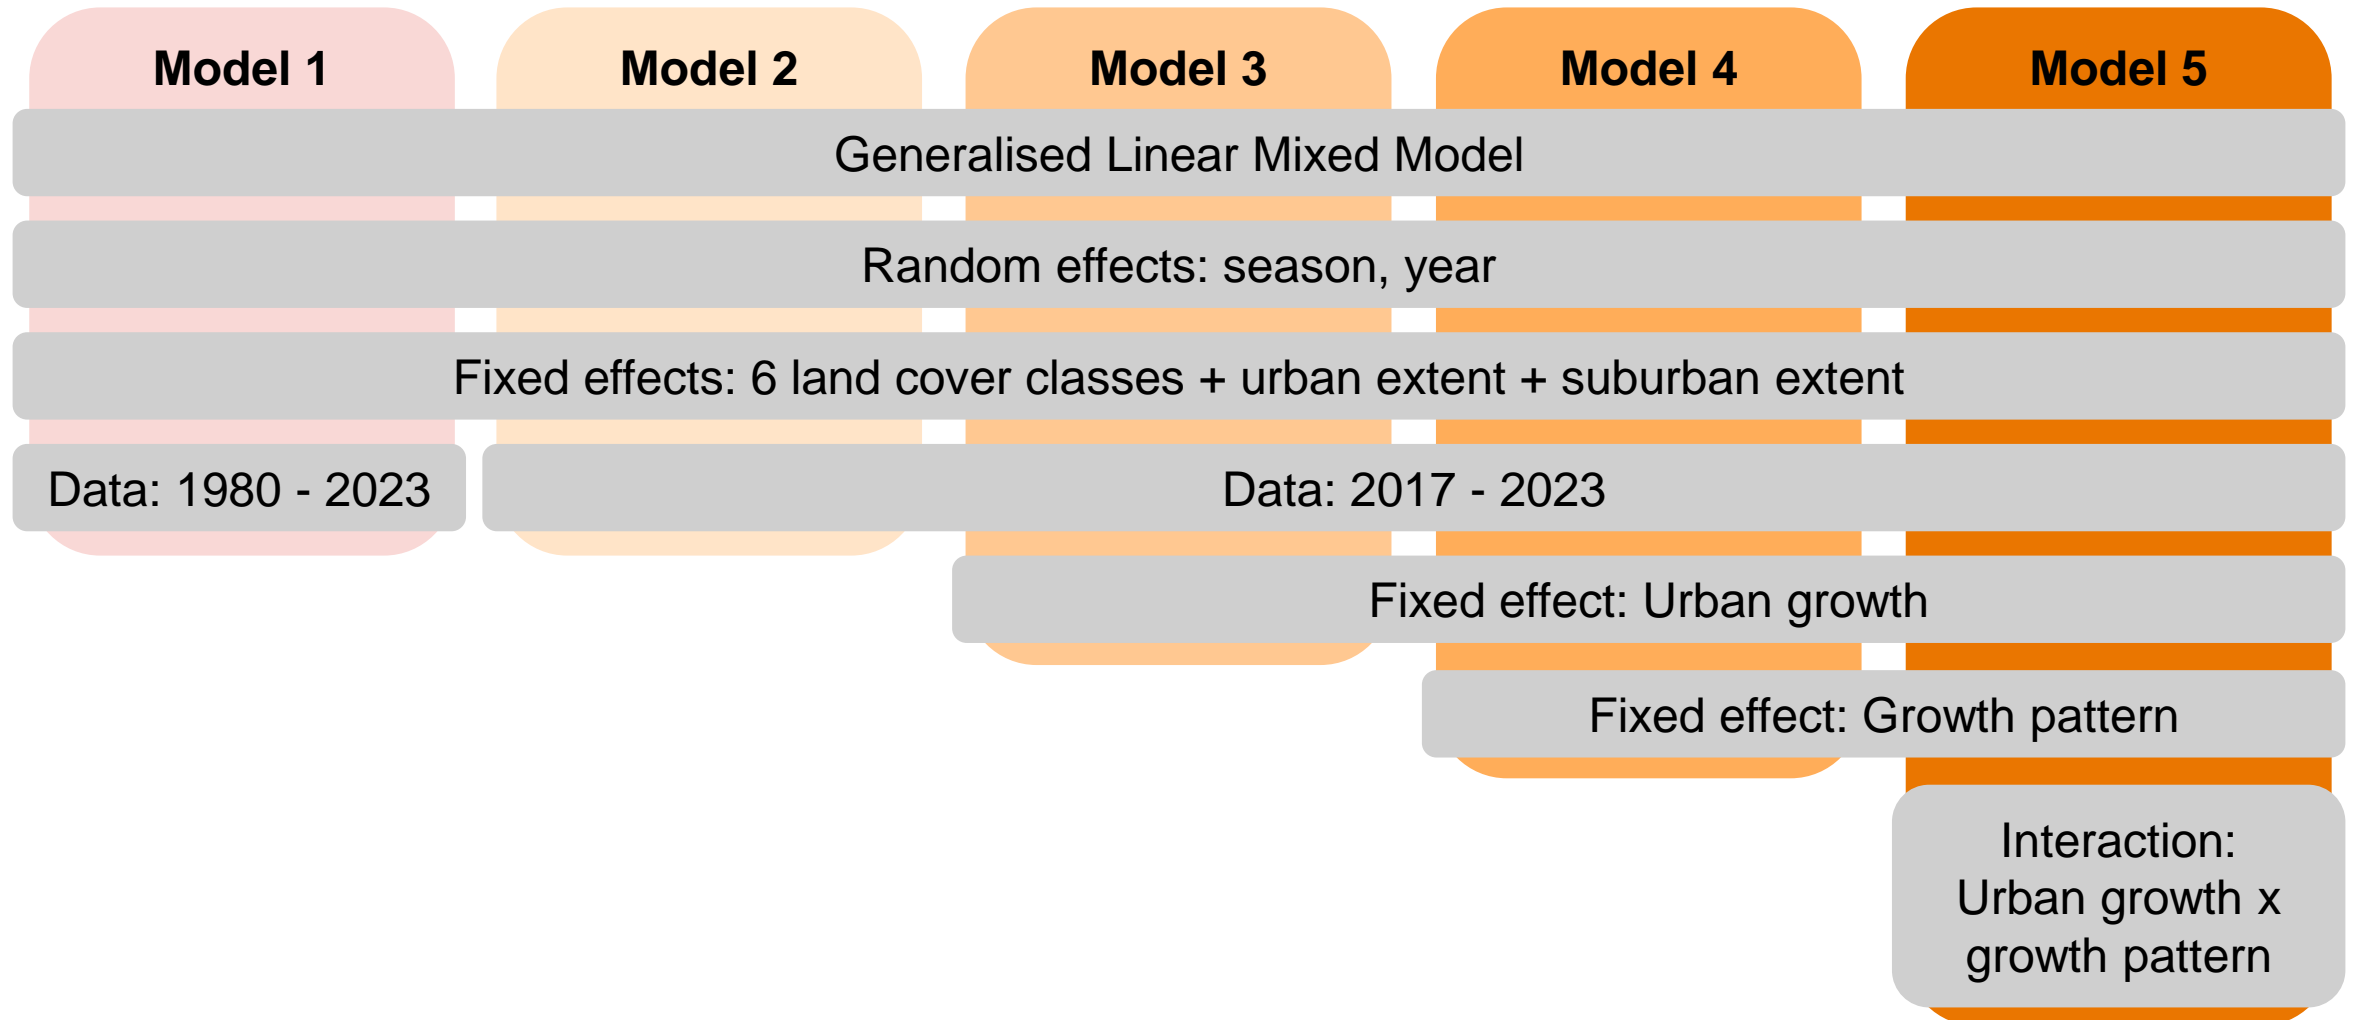 Model 1
Model 2
Model 3
Model 4
Model 5
Generalised Linear Mixed Model
Random effects: season, year
Fixed effects: 6 land cover classes + urban extent + suburban extent
Data: 1980 - 2023
Data: 2017 - 2023
Fixed effect: Urban growth
Fixed effect: Growth pattern
Interaction:
Urban growth x
growth pattern